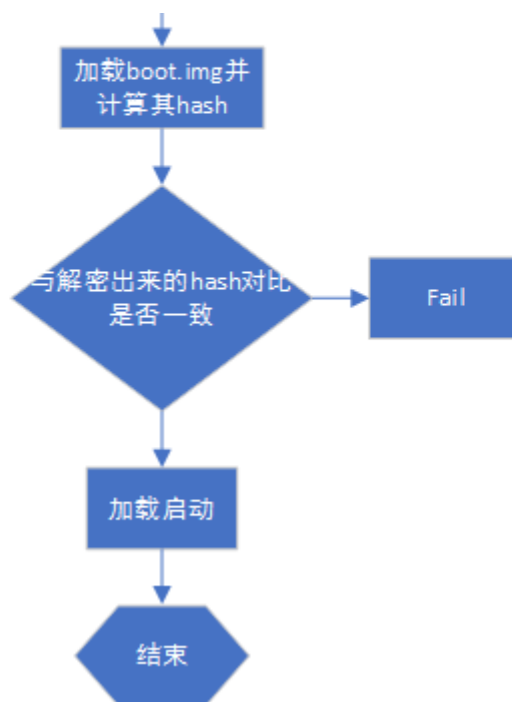 加载boot.img并
计算其hash
与解密出来的hash对比
是否一致
Fail
加载启动
结束